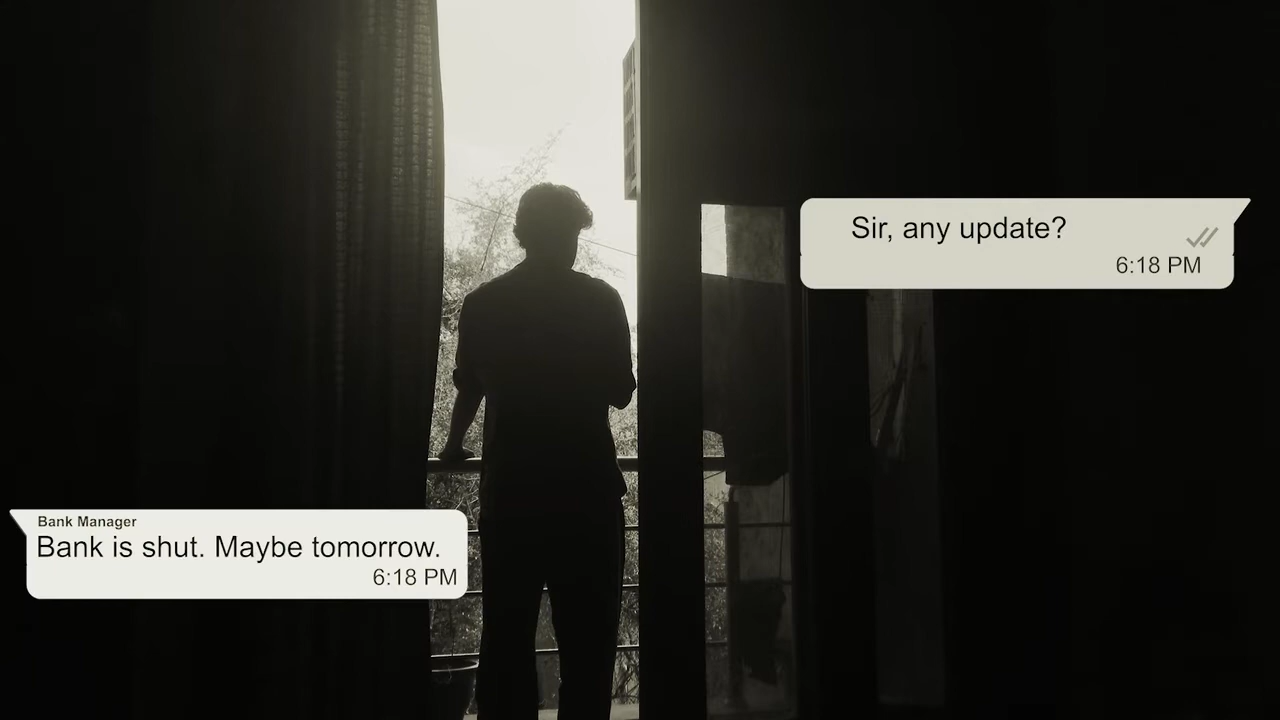 Sir, any update?
6:18 PM
Bank Manager
Bank is shut. Maybe tomorrow.
6:18 PM